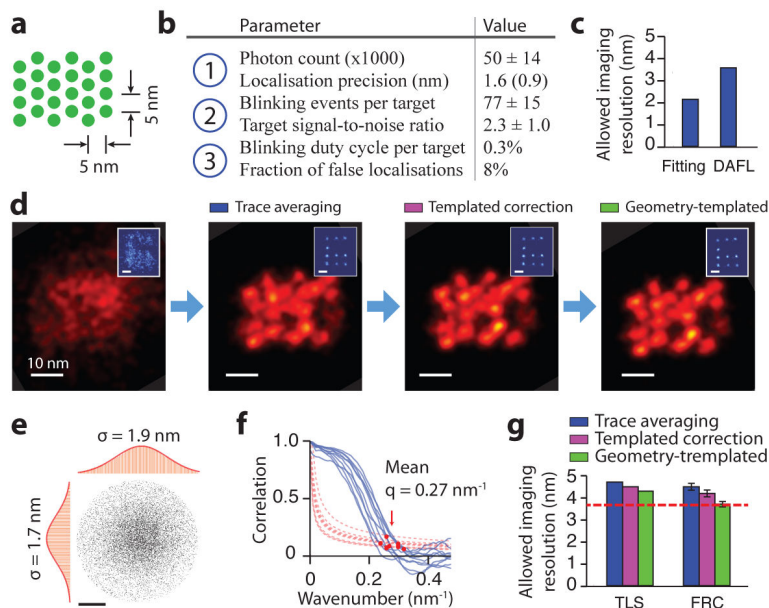 a
5 nm
5 nm
b
Parameter Value
1
Photon count (x1000) 50 ± 14
Localisation precision (nm) 1.6 (0.9)
2
Blinking events per target 77 ± 15
Target signal-to-noise ratio 2.3 ± 1.0
3
Blinking duty cycle per target 0.3%
Fraction of false localisations 8%
c
Allowed imaging
resolution (nm)
5
4
3
2
1
0
Fitting DAFL
d
Trace averaging
Templated correction
Geometry-templated
10 nm
e
σ = 1.9 nm
σ = 1.7 nm
f
Correlation
1.0
0.5
0
Mean
q = 0.27 nm⁻¹
0 0.2 0.4
Wavenumber (nm⁻¹)
g
Trace averaging
Templated correction
Geometry-tremplated
Allowed imaging
resolution (nm)
5
4
3
2
1
0
TLS FRC